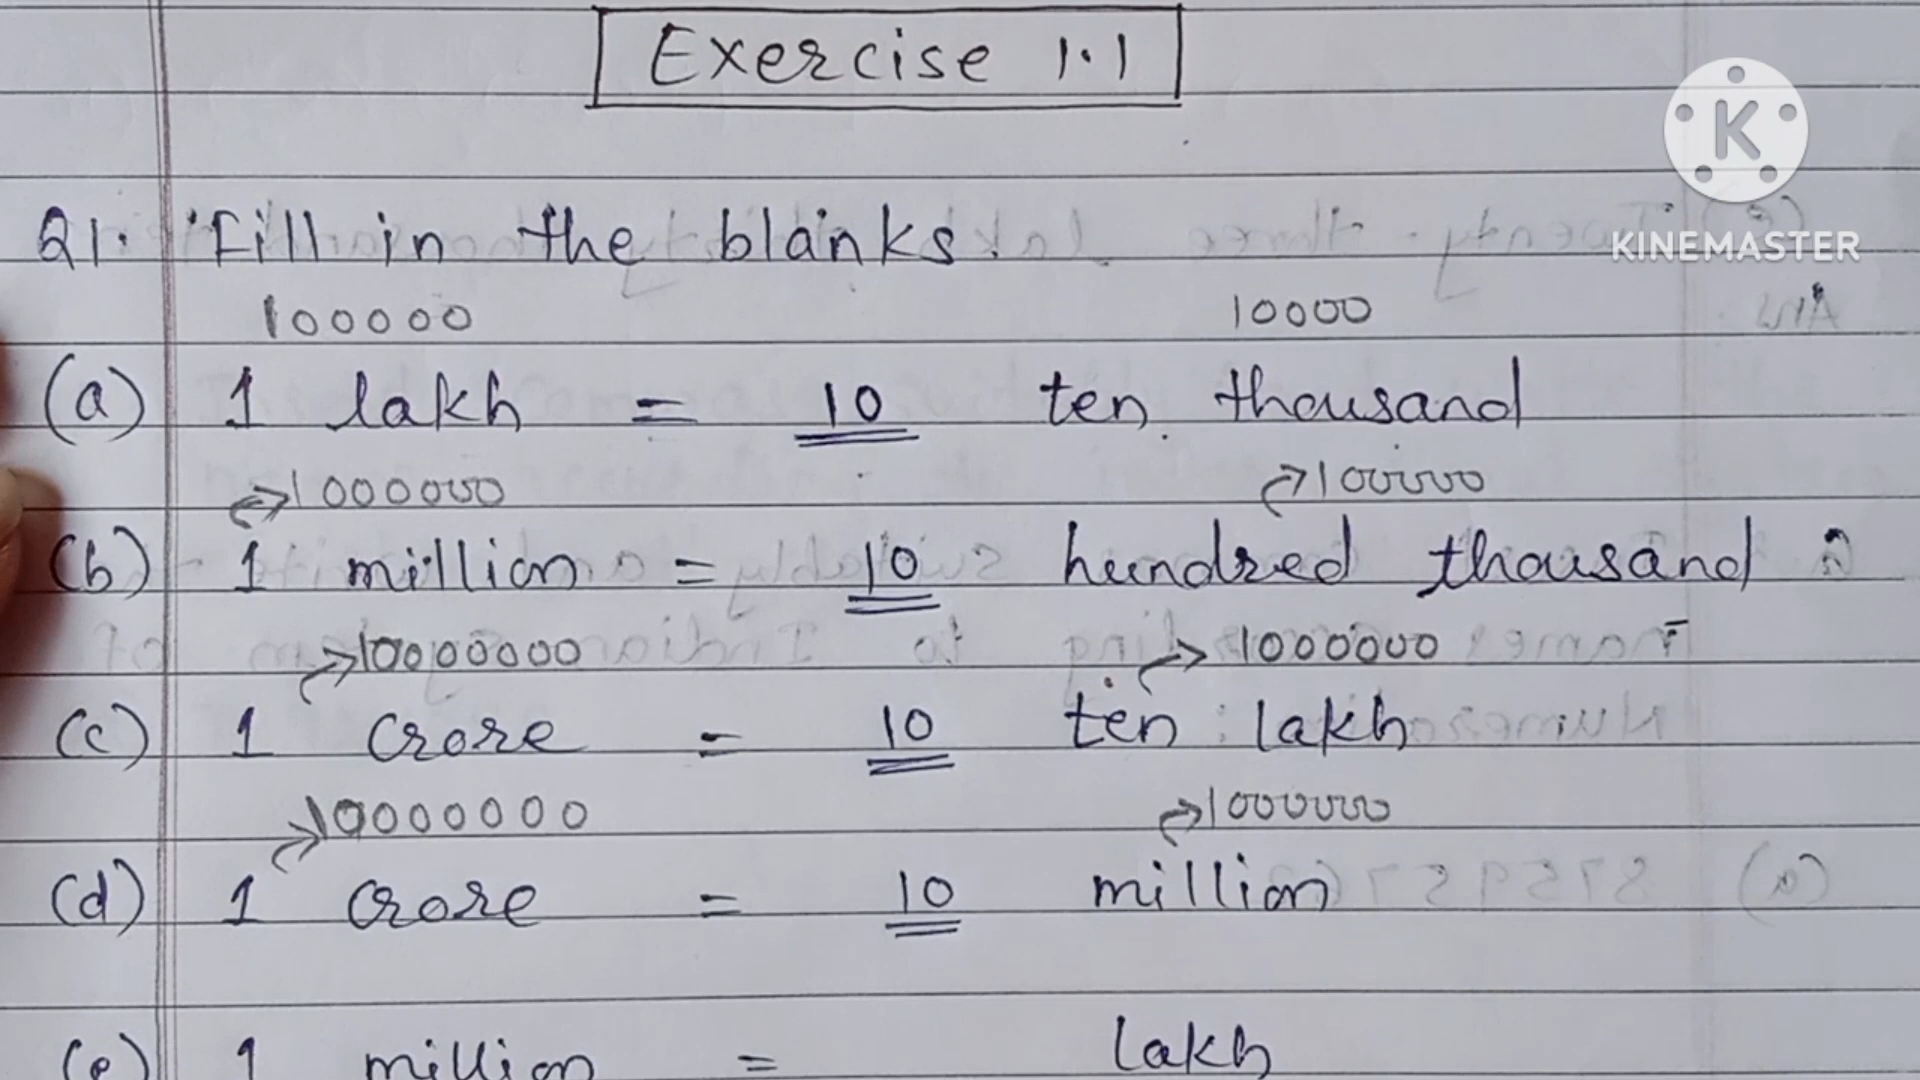 Exercise 1.1
K
KINEMASTER
Q1. Fill in the blanks.
100000 10000
(a) 1 lakh = 10 ten thousand
1000000 100000
(b) 1 million = 10 hundred thousand
10000000 1000000
(c) 1 crore = 10 ten lakh
10000000 1000000
(d) 1 crore = 10 million
(e) 1 million = lakh